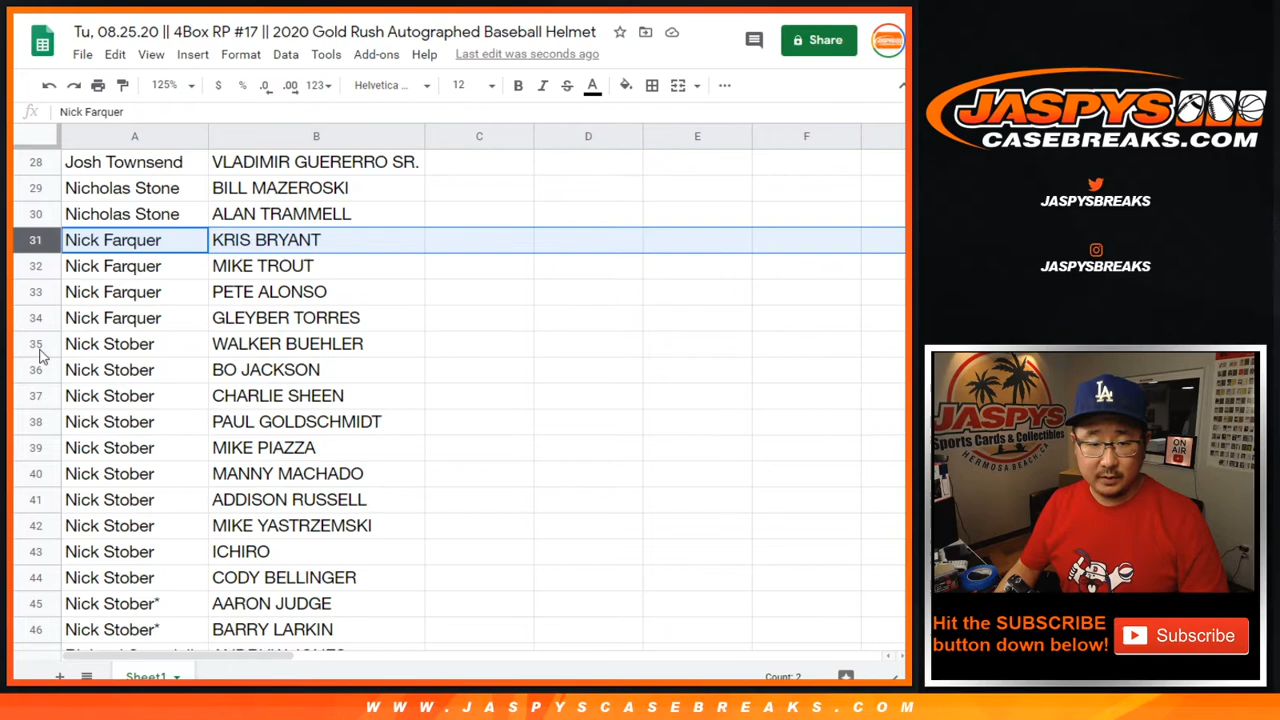 Tu, 08.25.20 || 4Box RP #17 || 2020 Gold Rush Autographed Baseball Helmet
Share
File Edit View Insert Format Data Tools Add-ons Help Last edit was seconds ago
125% $ % .0 .00 123 Helvetica ... 12 B I S A
fx Nick Farquer
A B C D E F
28 Josh Townsend VLADIMIR GUERERRO SR.
29 Nicholas Stone BILL MAZEROSKI
30 Nicholas Stone ALAN TRAMMELL
31 Nick Farquer KRIS BRYANT
32 Nick Farquer MIKE TROUT
33 Nick Farquer PETE ALONSO
34 Nick Farquer GLEYBER TORRES
35 Nick Stober WALKER BUEHLER
36 Nick Stober BO JACKSON
37 Nick Stober CHARLIE SHEEN
38 Nick Stober PAUL GOLDSCHMIDT
39 Nick Stober MIKE PIAZZA
40 Nick Stober MANNY MACHADO
41 Nick Stober ADDISON RUSSELL
42 Nick Stober MIKE YASTRZEMSKI
43 Nick Stober ICHIRO
44 Nick Stober CODY BELLINGER
45 Nick Stober* AARON JUDGE
46 Nick Stober* BARRY LARKIN
Sheet1 Count: 2
JASPYS
CASEBREAKS.COM
JASPYSBREAKS
JASPYSBREAKS
JASPYS
Sports Cards & Collectibles
HERMOSA BEACH, CA
LA
ON
AIR
Hit the SUBSCRIBE
button down below!
Subscribe
WWW.JASPYSCASEBREAKS.COM